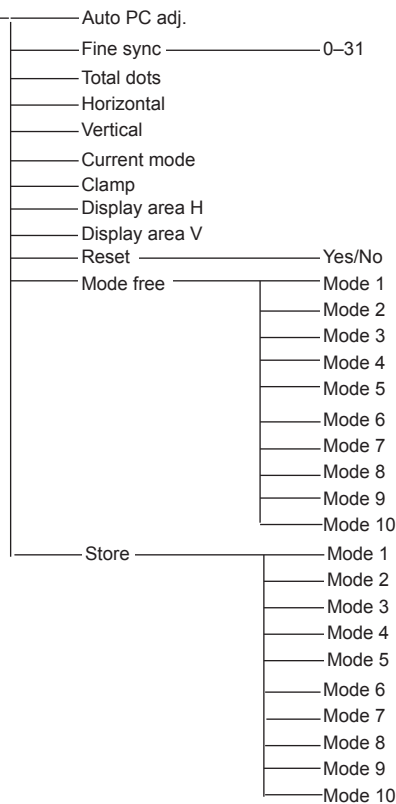 Auto PC adj.
Fine sync 0–31
Total dots
Horizontal
Vertical
Current mode
Clamp
Display area H
Display area V
Reset Yes/No
Mode free Mode 1
Mode 2
Mode 3
Mode 4
Mode 5
Mode 6
Mode 7
Mode 8
Mode 9
Mode 10
Store Mode 1
Mode 2
Mode 3
Mode 4
Mode 5
Mode 6
Mode 7
Mode 8
Mode 9
Mode 10